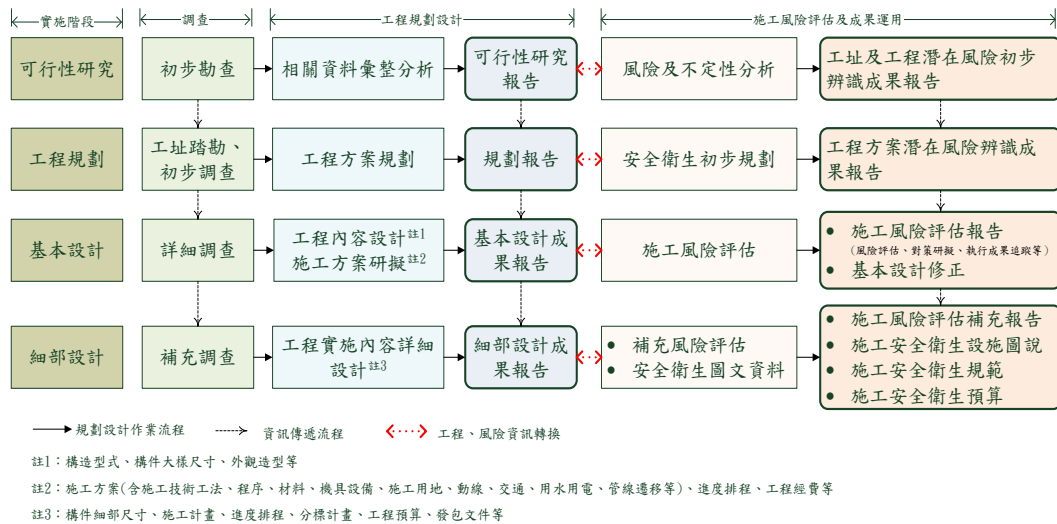 實施階段
調查
工程規劃設計
施工風險評估及成果運用
可行性研究
初步勘查
相關資料彙整分析
可行性研究
報告
風險及不定性分析
工址及工程潛在風險初步
辨識成果報告
工程規劃
工址踏勘、
初步調查
工程方案規劃
規劃報告
安全衛生初步規劃
工程方案潛在風險辨識成
果報告
基本設計
詳細調查
工程內容設計註1
施工方案研擬註2
基本設計成
果報告
施工風險評估
● 施工風險評估報告
(風險評估、對策研擬、執行成果追蹤等)
● 基本設計修正
細部設計
補充調查
工程實施內容詳細
設計註3
細部設計成
果報告
● 補充風險評估
● 安全衛生圖文資料
● 施工風險評估補充報告
● 施工安全衛生設施圖說
● 施工安全衛生規範
● 施工安全衛生預算
規劃設計作業流程
資訊傳遞流程
工程、風險資訊轉換
註1：構造型式、構件大樣尺寸、外觀造型等
註2：施工方案(含施工技術工法、程序、材料、機具設備、施工用地、動線、交通、用水用電、管線遷移等)、進度排程、工程經費等
註3：構件細部尺寸、施工計畫、進度排程、分標計畫、工程預算、發包文件等